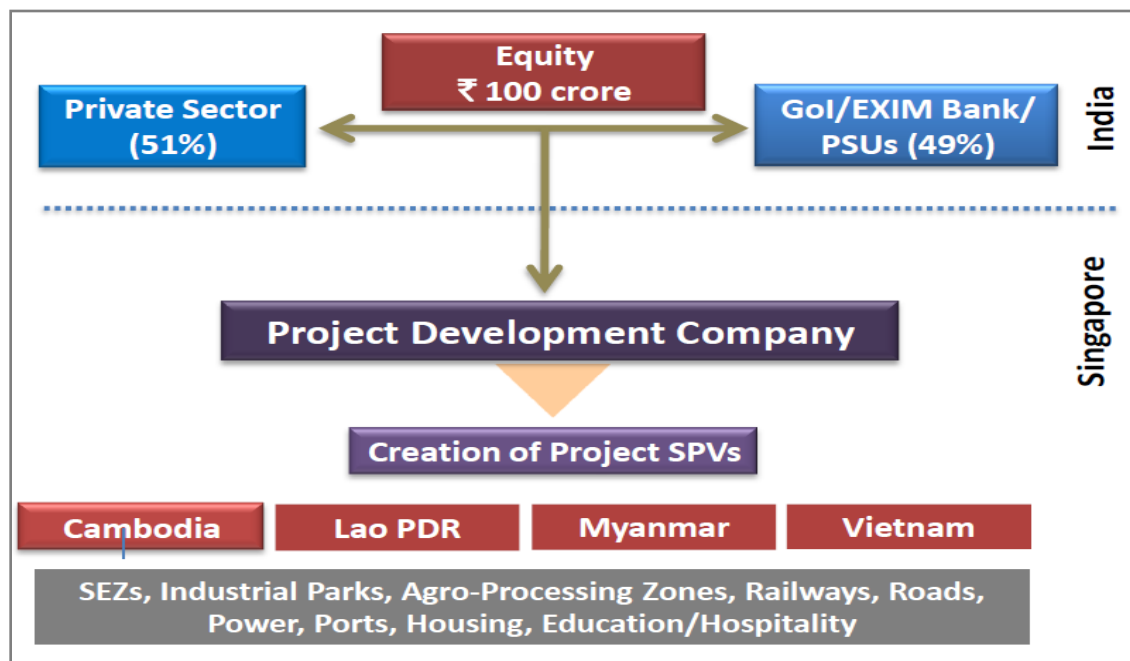 Equity
₹ 100 crore
Private Sector
(51%)
GoI/EXIM Bank/
PSUs (49%)
India
Project Development Company
Singapore
Creation of Project SPVs
Cambodia
Lao PDR
Myanmar
Vietnam
SEZs, Industrial Parks, Agro-Processing Zones, Railways, Roads,
Power, Ports, Housing, Education/Hospitality